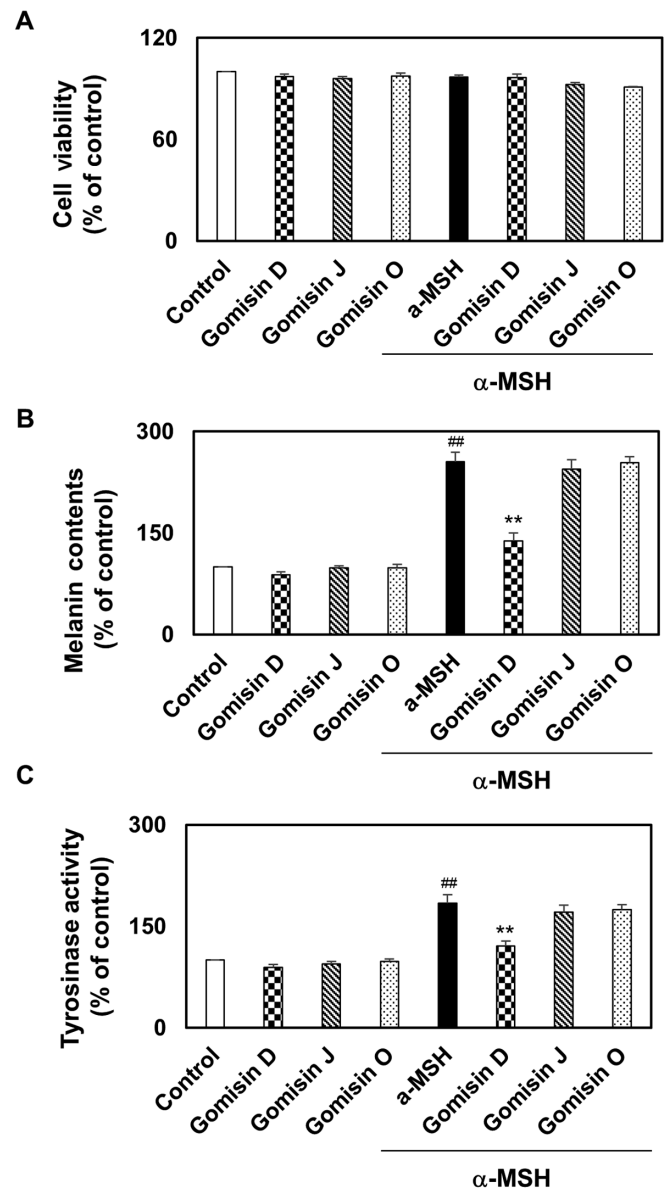 A
Cell viability
(% of control)
120
60
0
Control
Gomisin D
Gomisin J
Gomisin O
a-MSH
Gomisin D
Gomisin J
Gomisin O
α-MSH
B
Melanin contents
(% of control)
300
150
0
##
**
Control
Gomisin D
Gomisin J
Gomisin O
a-MSH
Gomisin D
Gomisin J
Gomisin O
α-MSH
C
Tyrosinase activity
(% of control)
300
150
0
##
**
Control
Gomisin D
Gomisin J
Gomisin O
a-MSH
Gomisin D
Gomisin J
Gomisin O
α-MSH